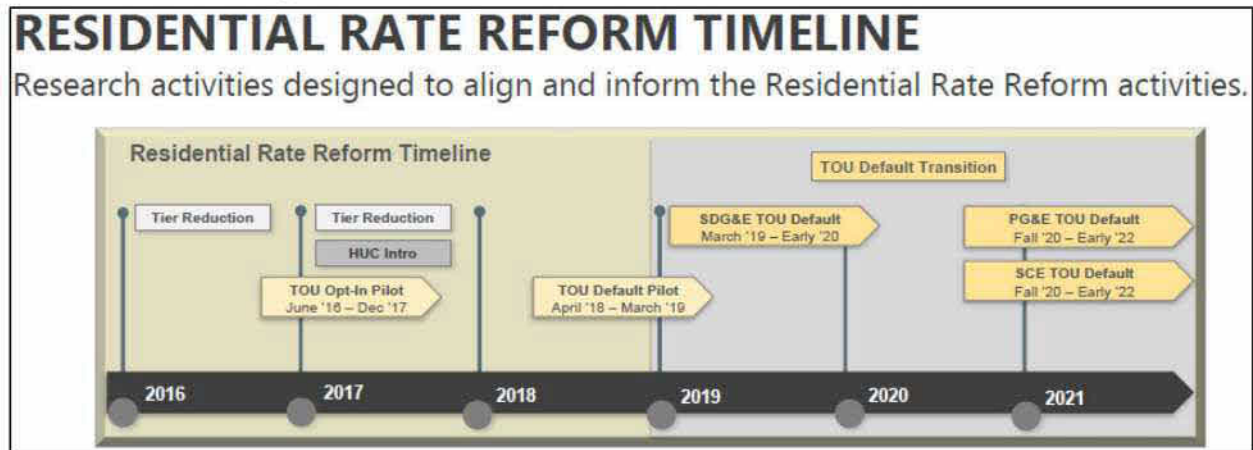 RESIDENTIAL RATE REFORM TIMELINE
Research activities designed to align and inform the Residential Rate Reform activities.
Residential Rate Reform Timeline
TOU Default Transition
Tier Reduction
Tier Reduction
HUC Intro
TOU Opt-In Pilot
June '16 – Dec '17
TOU Default Pilot
April '18 – March '19
SDG&E TOU Default
March '19 – Early '20
PG&E TOU Default
Fall '20 – Early '22
SCE TOU Default
Fall '20 – Early '22
2016
2017
2018
2019
2020
2021